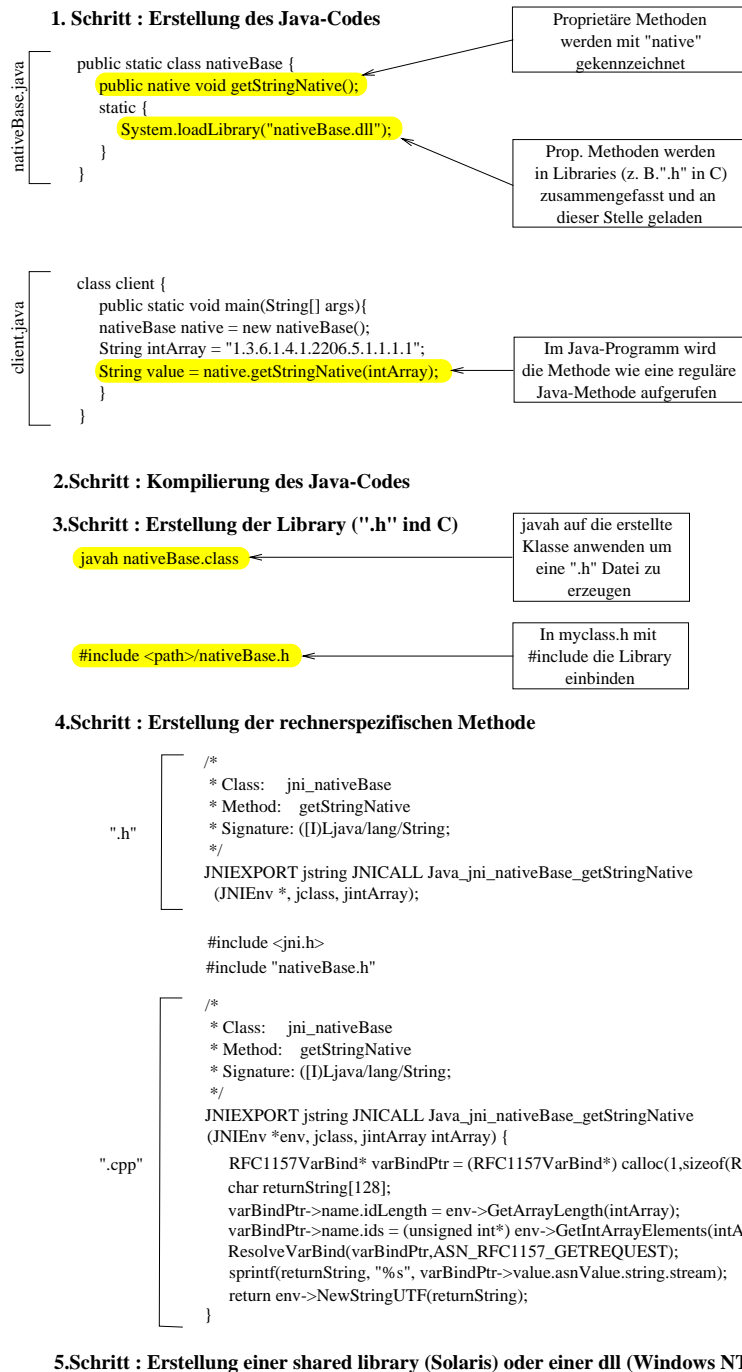 1. Schritt : Erstellung des Java-Codes
Proprietäre Methoden
werden mit "native"
gekennzeichnet
nativeBase.java
public static class nativeBase {
public native void getStringNative();
static {
System.loadLibrary("nativeBase.dll");
}
}
Prop. Methoden werden
in Libraries (z. B.".h" in C)
zusammengefasst und an
dieser Stelle geladen
client.java
class client {
public static void main(String[] args){
nativeBase native = new nativeBase();
String intArray = "1.3.6.1.4.1.2206.5.1.1.1.1";
String value = native.getStringNative(intArray);
}
}
Im Java-Programm wird
die Methode wie eine reguläre
Java-Methode aufgerufen
2.Schritt : Kompilierung des Java-Codes
3.Schritt : Erstellung der Library (".h" ind C)
javah nativeBase.class
javah auf die erstellte
Klasse anwenden um
eine ".h" Datei zu
erzeugen
#include <path>/nativeBase.h
In myclass.h mit
#include die Library
einbinden
4.Schritt : Erstellung der rechnerspezifischen Methode
".h"
/*
* Class: jni_nativeBase
* Method: getStringNative
* Signature: ([I)Ljava/lang/String;
*/
JNIEXPORT jstring JNICALL Java_jni_nativeBase_getStringNative
(JNIEnv *, jclass, jintArray);
#include <jni.h>
#include "nativeBase.h"
".cpp"
/*
* Class: jni_nativeBase
* Method: getStringNative
* Signature: ([I)Ljava/lang/String;
*/
JNIEXPORT jstring JNICALL Java_jni_nativeBase_getStringNative
(JNIEnv *env, jclass, jintArray intArray) {
RFC1157VarBind* varBindPtr = (RFC1157VarBind*) calloc(1,sizeof(R
char returnString[128];
varBindPtr->name.idLength = env->GetArrayLength(intArray);
varBindPtr->name.ids = (unsigned int*) env->GetIntArrayElements(intA
ResolveVarBind(varBindPtr,ASN_RFC1157_GETREQUEST);
sprintf(returnString, "%s", varBindPtr->value.asnValue.string.stream);
return env->NewStringUTF(returnString);
}
5.Schritt : Erstellung einer shared library (Solaris) oder einer dll (Windows NT